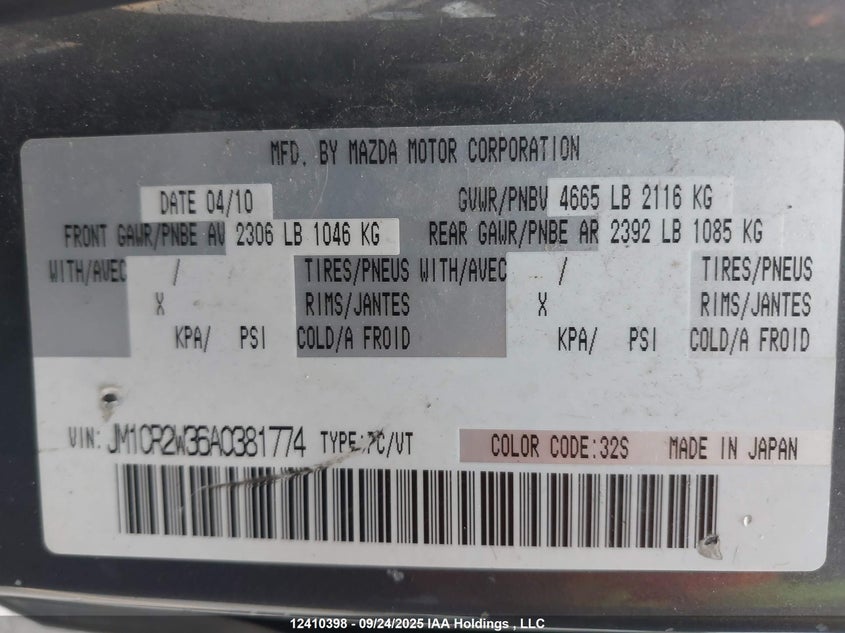 MFD. BY MAZDA MOTOR CORPORATION
DATE 04/10 GVWR/PNBV 4665 LB 2116 KG
FRONT GAWR/PNBE AV 2306 LB 1046 KG REAR GAWR/PNBE AR 2392 LB 1085 KG
WITH/AVEC / TIRES/PNEUS WITH/AVEC / TIRES/PNEUS
X RIMS/JANTES X RIMS/JANTES
KPA/ PSI COLD/A FROID KPA/ PSI COLD/A FROID
VIN: JM1CR2W36A0381774 TYPE:7C/VT COLOR CODE:32S MADE IN JAPAN
12410398 - 09/24/2025 IAA Holdings , LLC